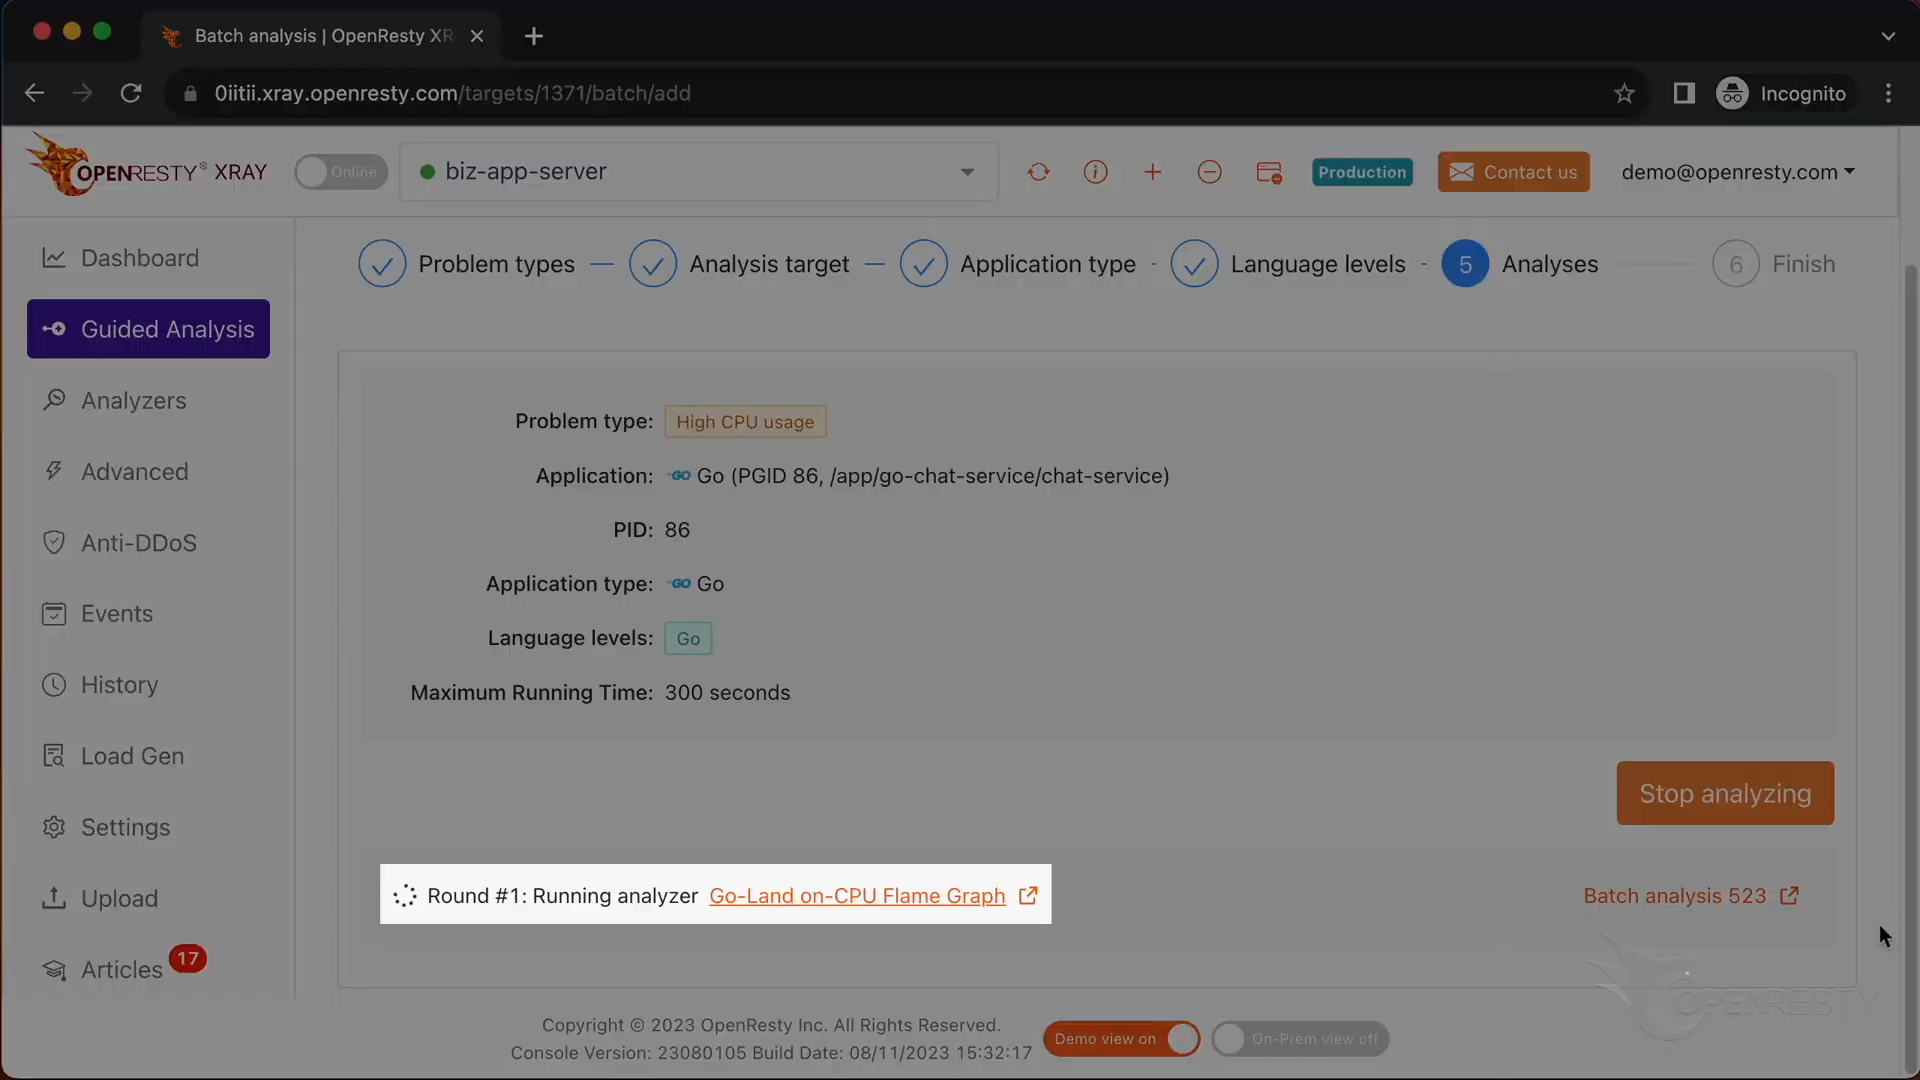 Batch analysis | OpenResty XR
0iitii.xray.openresty.com/targets/1371/batch/add
Incognito
OPENRESTY® XRAY
Online
biz-app-server
Production
Contact us
demo@openresty.com
Dashboard
Guided Analysis
Analyzers
Advanced
Anti-DDoS
Events
History
Load Gen
Settings
Upload
Articles 17
Problem types
Analysis target
Application type
Language levels
5 Analyses
6 Finish
Problem type: High CPU usage
Application: GO Go (PGID 86, /app/go-chat-service/chat-service)
PID: 86
Application type: GO Go
Language levels: Go
Maximum Running Time: 300 seconds
Stop analyzing
Round #1: Running analyzer Go-Land on-CPU Flame Graph
Batch analysis 523
OPENRESTY
Copyright © 2023 OpenResty Inc. All Rights Reserved.
Console Version: 23080105 Build Date: 08/11/2023 15:32:17
Demo view on
On-Prem view off